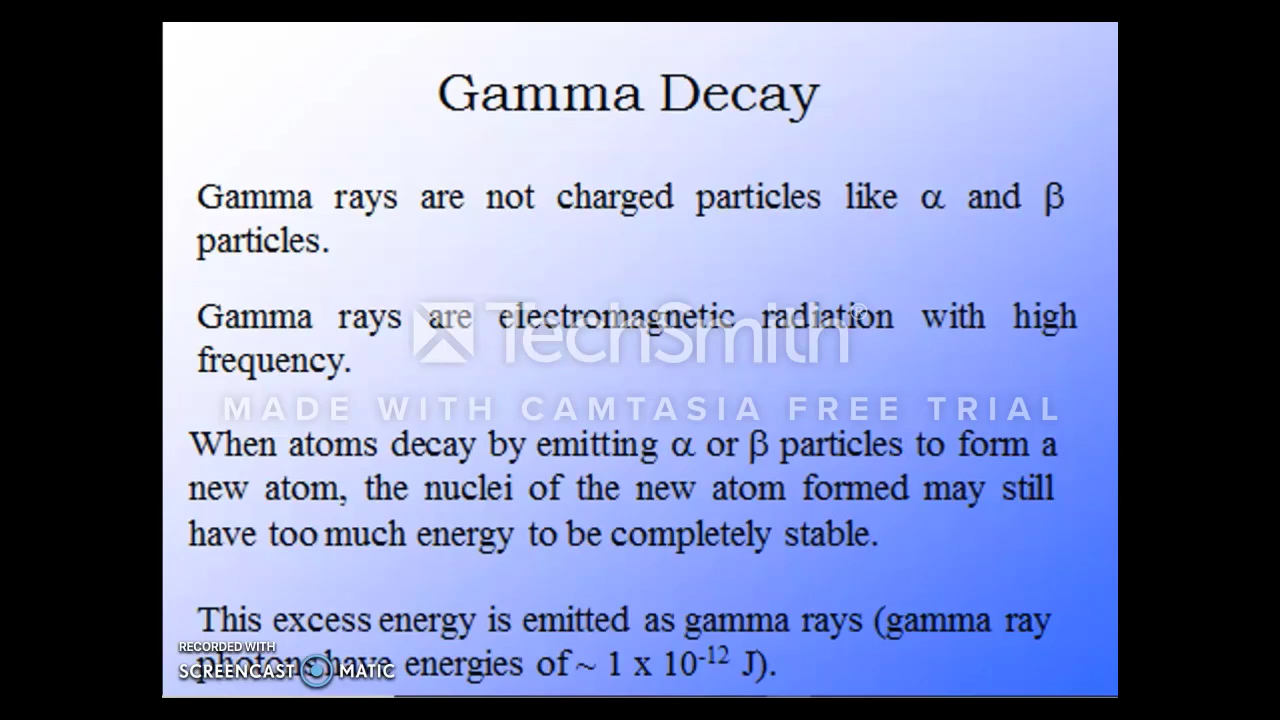 Gamma Decay
Gamma rays are not charged particles like α and β
particles.
Gamma rays are electromagnetic radiation with high
frequency.
TechSmith®
MADE WITH CAMTASIA FREE TRIAL
When atoms decay by emitting α or β particles to form a
new atom, the nuclei of the new atom formed may still
have too much energy to be completely stable.
This excess energy is emitted as gamma rays (gamma ray
photons have energies of ~ 1 x 10⁻¹² J).
RECORDED WITH
SCREENCAST MATIC